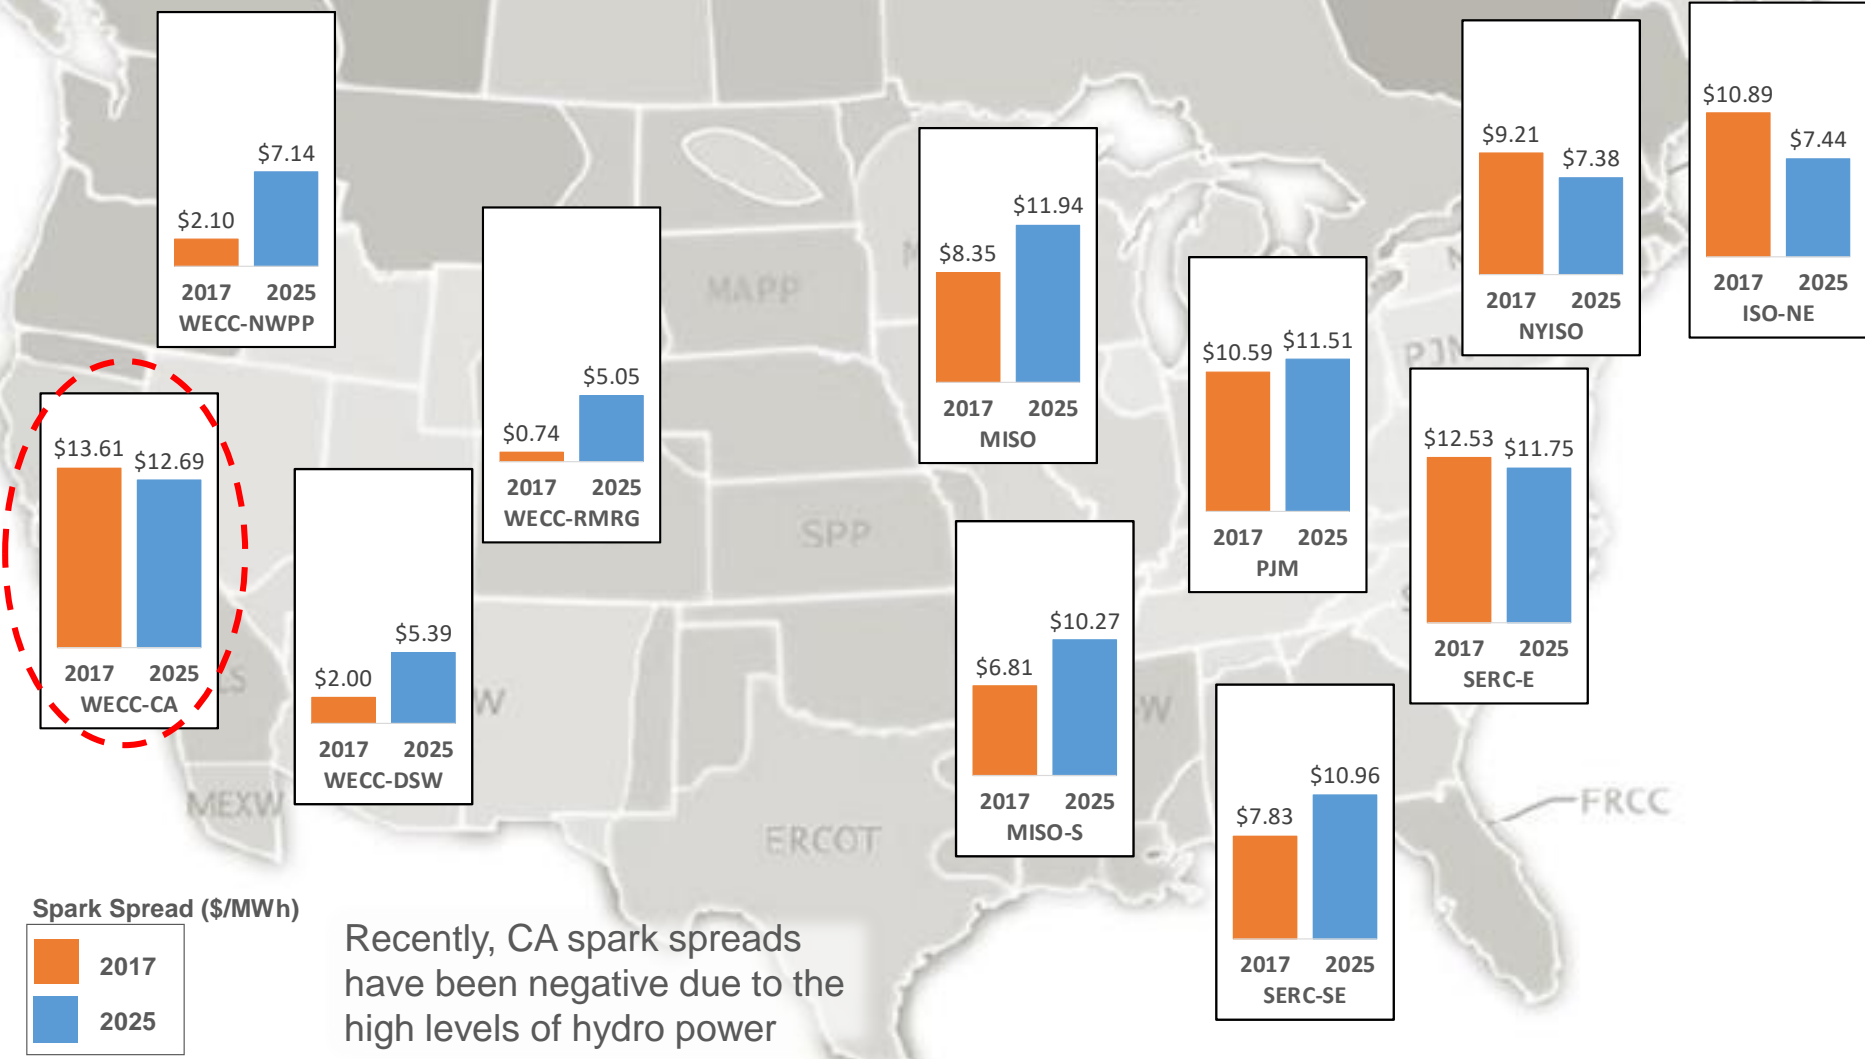 $2.10
$7.14
2017 2025
WECC-NWPP
$13.61
$12.69
2017 2025
WECC-CA
$2.00
$5.39
2017 2025
WECC-DSW
$0.74
$5.05
2017 2025
WECC-RMRG
$8.35
$11.94
2017 2025
MISO
$6.81
$10.27
2017 2025
MISO-S
$10.59
$11.51
2017 2025
PJM
$7.83
$10.96
2017 2025
SERC-SE
$12.53
$11.75
2017 2025
SERC-E
$9.21
$7.38
2017 2025
NYISO
$10.89
$7.44
2017 2025
ISO-NE
MAPP
SPP
ERCOT
MEXW
PJM
FRCC
Spark Spread ($/MWh)
2017
2025
Recently, CA spark spreads
have been negative due to the
high levels of hydro power